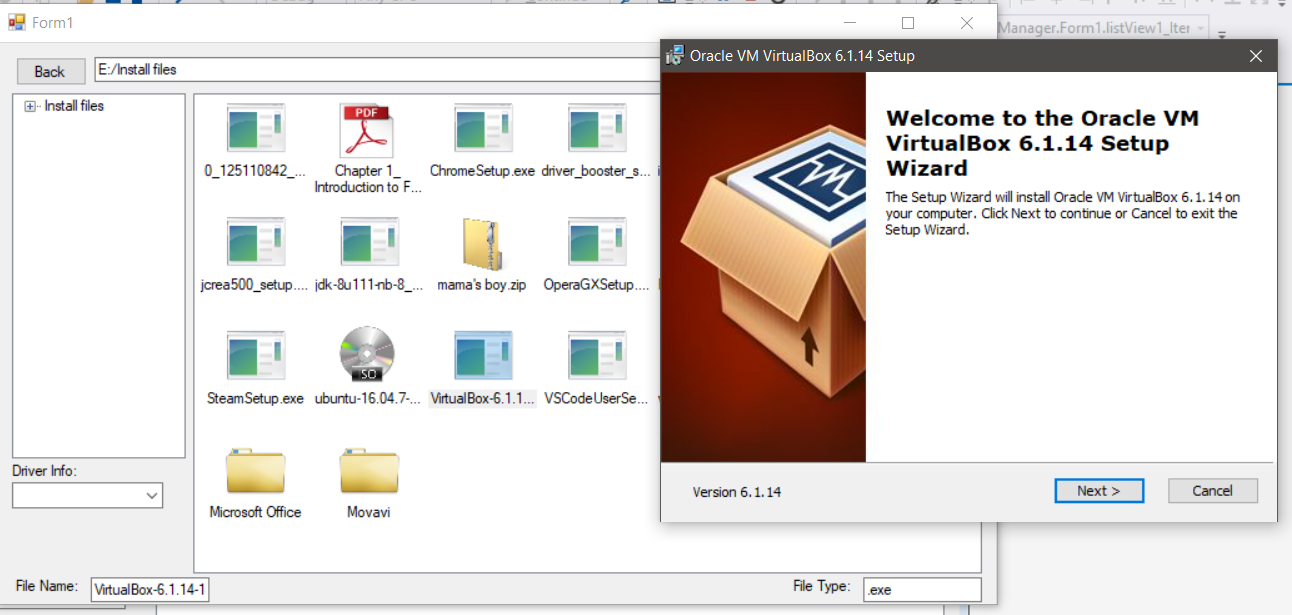 Form1
Manager.Form1.listView1_Iter
Back
E:/Install files
Install files
0_125110842_...
Chapter 1_
Introduction to F...
ChromeSetup.exe
driver_booster_s...
jcrea500_setup....
jdk-8u111-nb-8_...
mama's boy.zip
OperaGXSetup....
SteamSetup.exe
ubuntu-16.04.7-...
VirtualBox-6.1.1...
VSCodeUserSe...
Microsoft Office
Movavi
PDF
ISO
Driver Info:
File Name:
VirtualBox-6.1.14-1
File Type:
.exe
Oracle VM VirtualBox 6.1.14 Setup
Welcome to the Oracle VM
VirtualBox 6.1.14 Setup
Wizard
The Setup Wizard will install Oracle VM VirtualBox 6.1.14 on
your computer. Click Next to continue or Cancel to exit the
Setup Wizard.
Version 6.1.14
Next >
Cancel